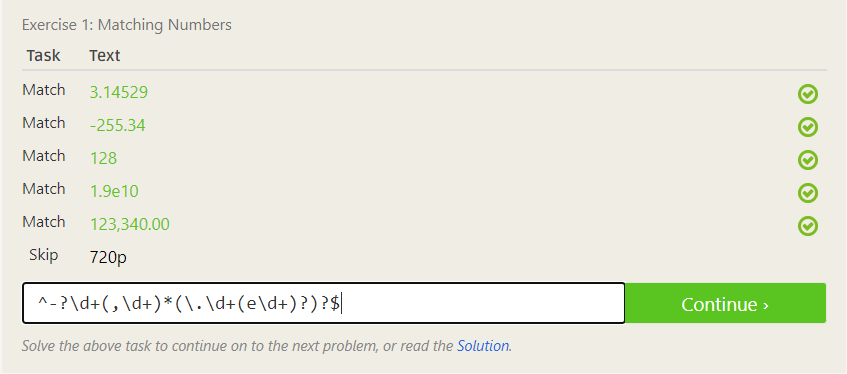 Exercise 1: Matching Numbers
Task Text
Match 3.14529
Match -255.34
Match 128
Match 1.9e10
Match 123,340.00
Skip 720p
^-?\d+(,\d+)*(\.\d+(e\d+)?)?$ Continue ›
Solve the above task to continue on to the next problem, or read the Solution.